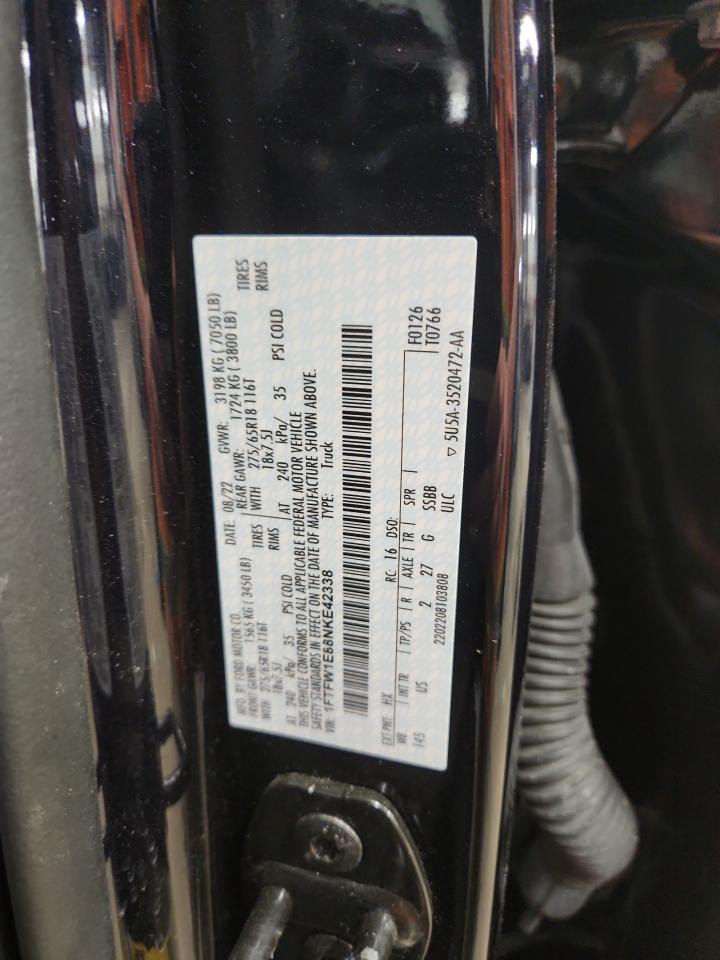 MFD. BY FORD MOTOR CO. DATE: 08/22 GVWR: 3198 KG ( 7050 LB)
FRONT GAWR: 1565 KG ( 3450 LB) REAR GAWR: 1724 KG ( 3800 LB)
WITH 275/65R18 116T TIRES WITH 275/65R18 116T TIRES
18x7.5J RIMS 18x7.5J RIMS
AT 240 kPa/ 35 PSI COLD AT 240 kPa/ 35 PSI COLD
THIS VEHICLE CONFORMS TO ALL APPLICABLE FEDERAL MOTOR VEHICLE
SAFETY STANDARDS IN EFFECT ON THE DATE OF MANUFACTURE SHOWN ABOVE.
VIN: 1FTFW1E88NKE42338 TYPE: Truck
EXT PNT: HX RC: 16 DSO: F0126
WB INT TR TP/PS R AXLE TR SPR T0766
145 US 2 27 G SSBB
2202208103808 ULC
▽ 5U5A-3520472-AA